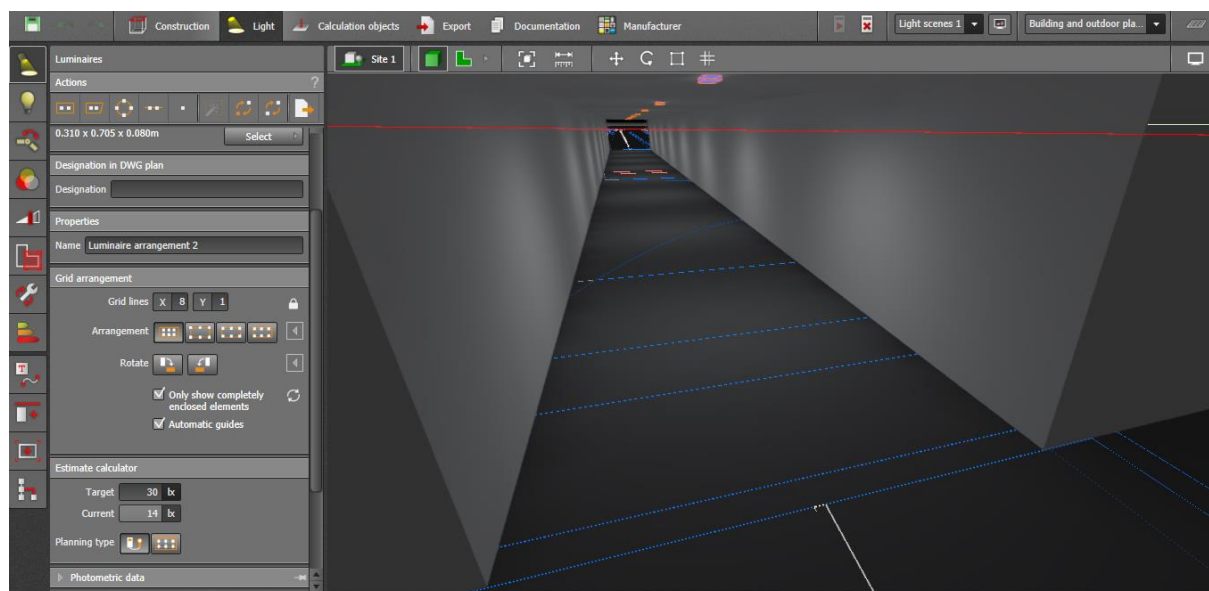 Construction Light Calculation objects Export Documentation Manufacturer Light scenes 1 Building and outdoor pla...
Luminaires
Site 1
Actions ?
0.310 x 0.705 x 0.080m Select
Designation in DWG plan
Designation
Properties
Name Luminaire arrangement 2
Grid arrangement
Grid lines X 8 Y 1
Arrangement
Rotate
Only show completely
enclosed elements
Automatic guides
Estimate calculator
Target 30 lx
Current 14 lx
Planning type
Photometric data